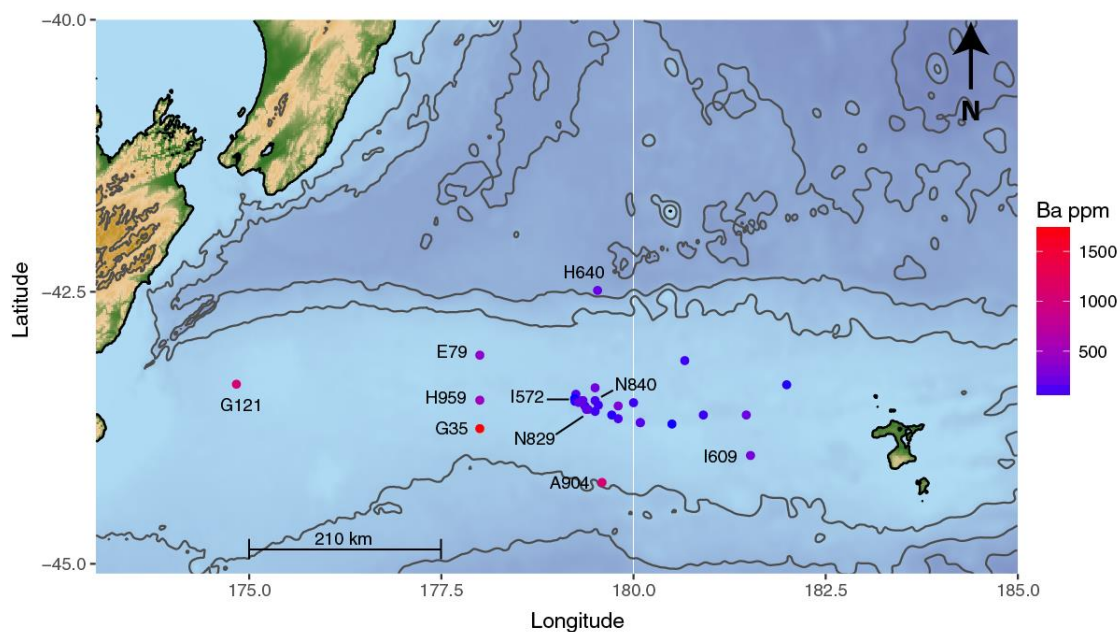 -40.0
N
Ba ppm
1500
1000
500
H640
Latitude
-42.5
E79
N840
G121
H959
I572
G35
N829
I609
A904
210 km
-45.0
175.0
177.5
180.0
182.5
185.0
Longitude